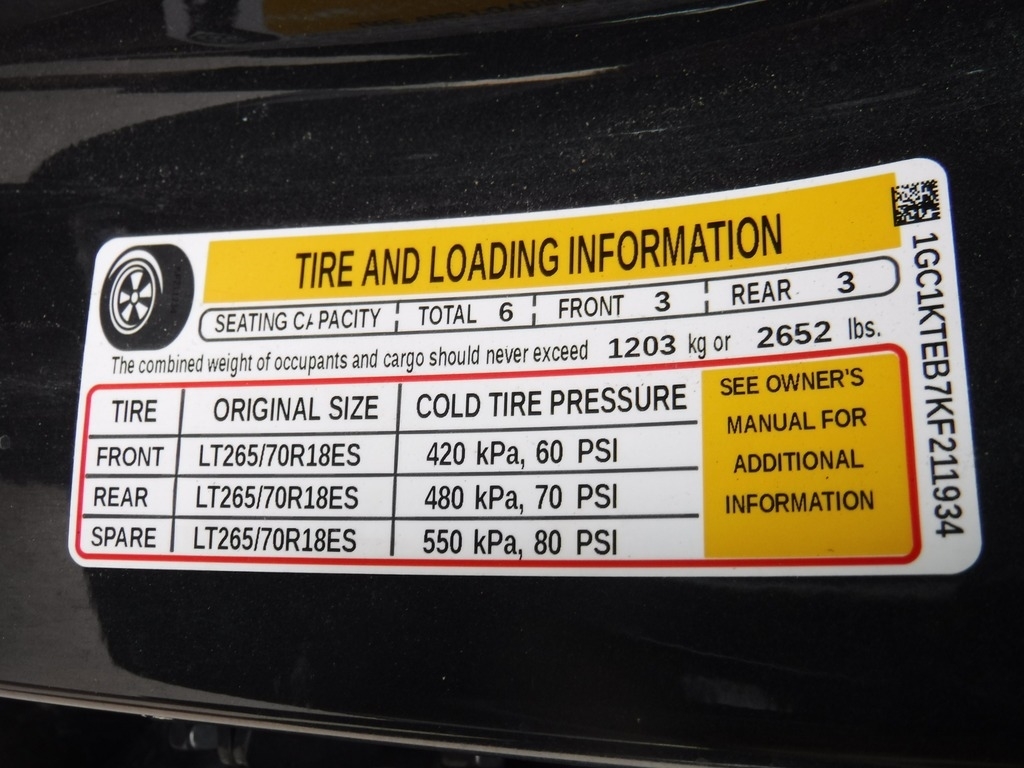 TIRE AND LOADING INFORMATION
SEATING CAPACITY TOTAL 6 FRONT 3 REAR 3
The combined weight of occupants and cargo should never exceed 1203 kg or 2652 lbs.
TIRE ORIGINAL SIZE COLD TIRE PRESSURE
FRONT LT265/70R18ES 420 kPa, 60 PSI
REAR LT265/70R18ES 480 kPa, 70 PSI
SPARE LT265/70R18ES 550 kPa, 80 PSI
SEE OWNER'S
MANUAL FOR
ADDITIONAL
INFORMATION
1GC1KTEB7KF211934